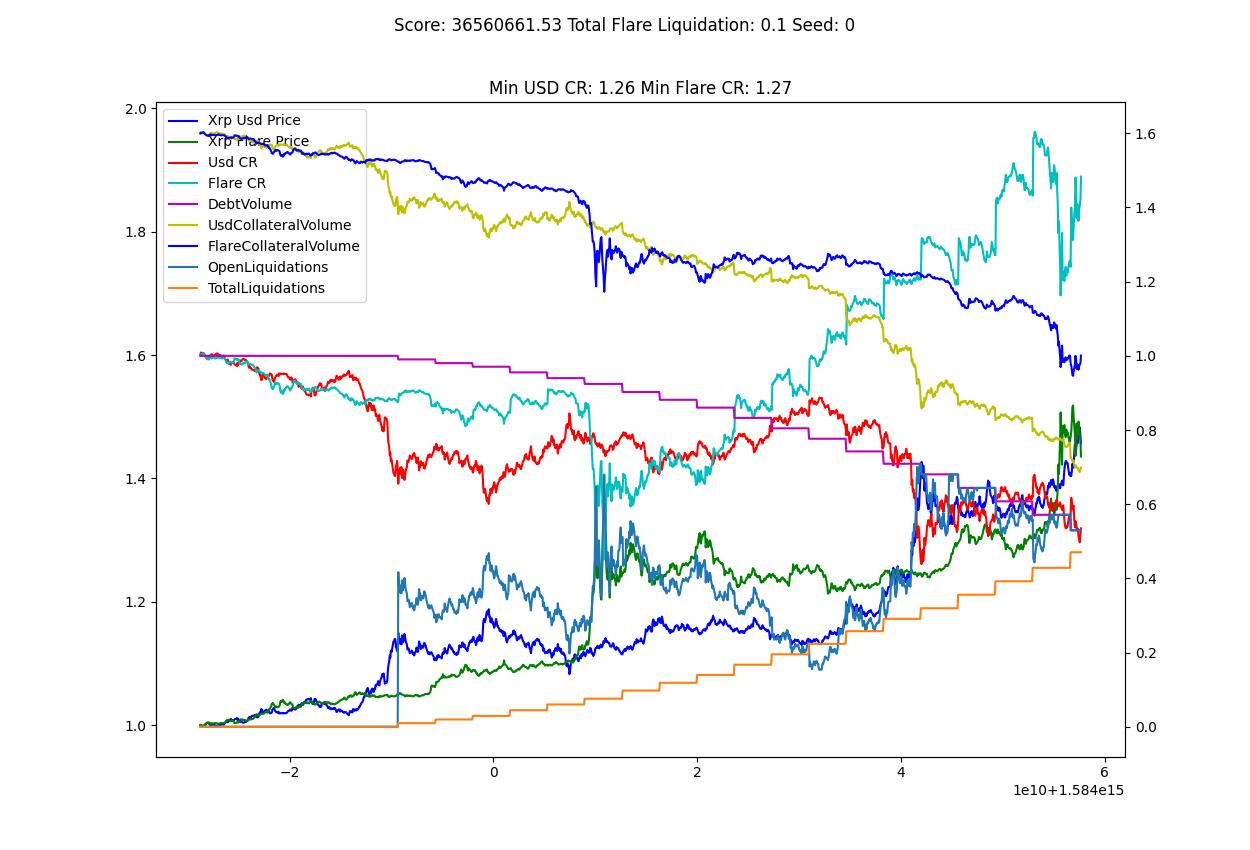 Score: 36560661.53 Total Flare Liquidation: 0.1 Seed: 0
Min USD CR: 1.26 Min Flare CR: 1.27
Xrp Usd Price
Xrp Flare Price
Usd CR
Flare CR
DebtVolume
UsdCollateralVolume
FlareCollateralVolume
OpenLiquidations
TotalLiquidations
2.0
1.8
1.6
1.4
1.2
1.0
1.6
1.4
1.2
1.0
0.8
0.6
0.4
0.2
0.0
−2 0 2 4 6
1e10+1.584e15